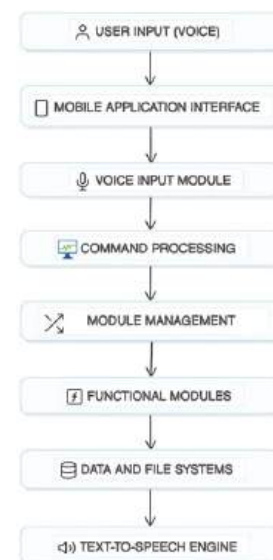 USER INPUT (VOICE)
MOBILE APPLICATION INTERFACE
VOICE INPUT MODULE
COMMAND PROCESSING
MODULE MANAGEMENT
FUNCTIONAL MODULES
DATA AND FILE SYSTEMS
TEXT-TO-SPEECH ENGINE